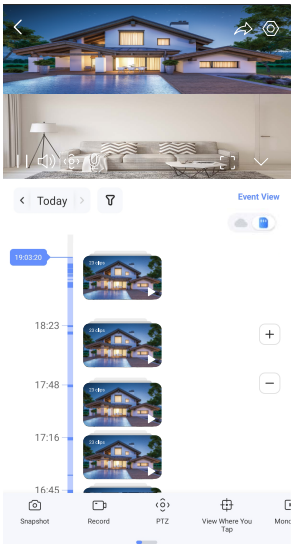 Today
Event View
19:03:20
23 clips
18:23
23 clips
17:48
23 clips
17:16
23 clips
16:45
Snapshot
Record
PTZ
View Where You
Tap
Mono